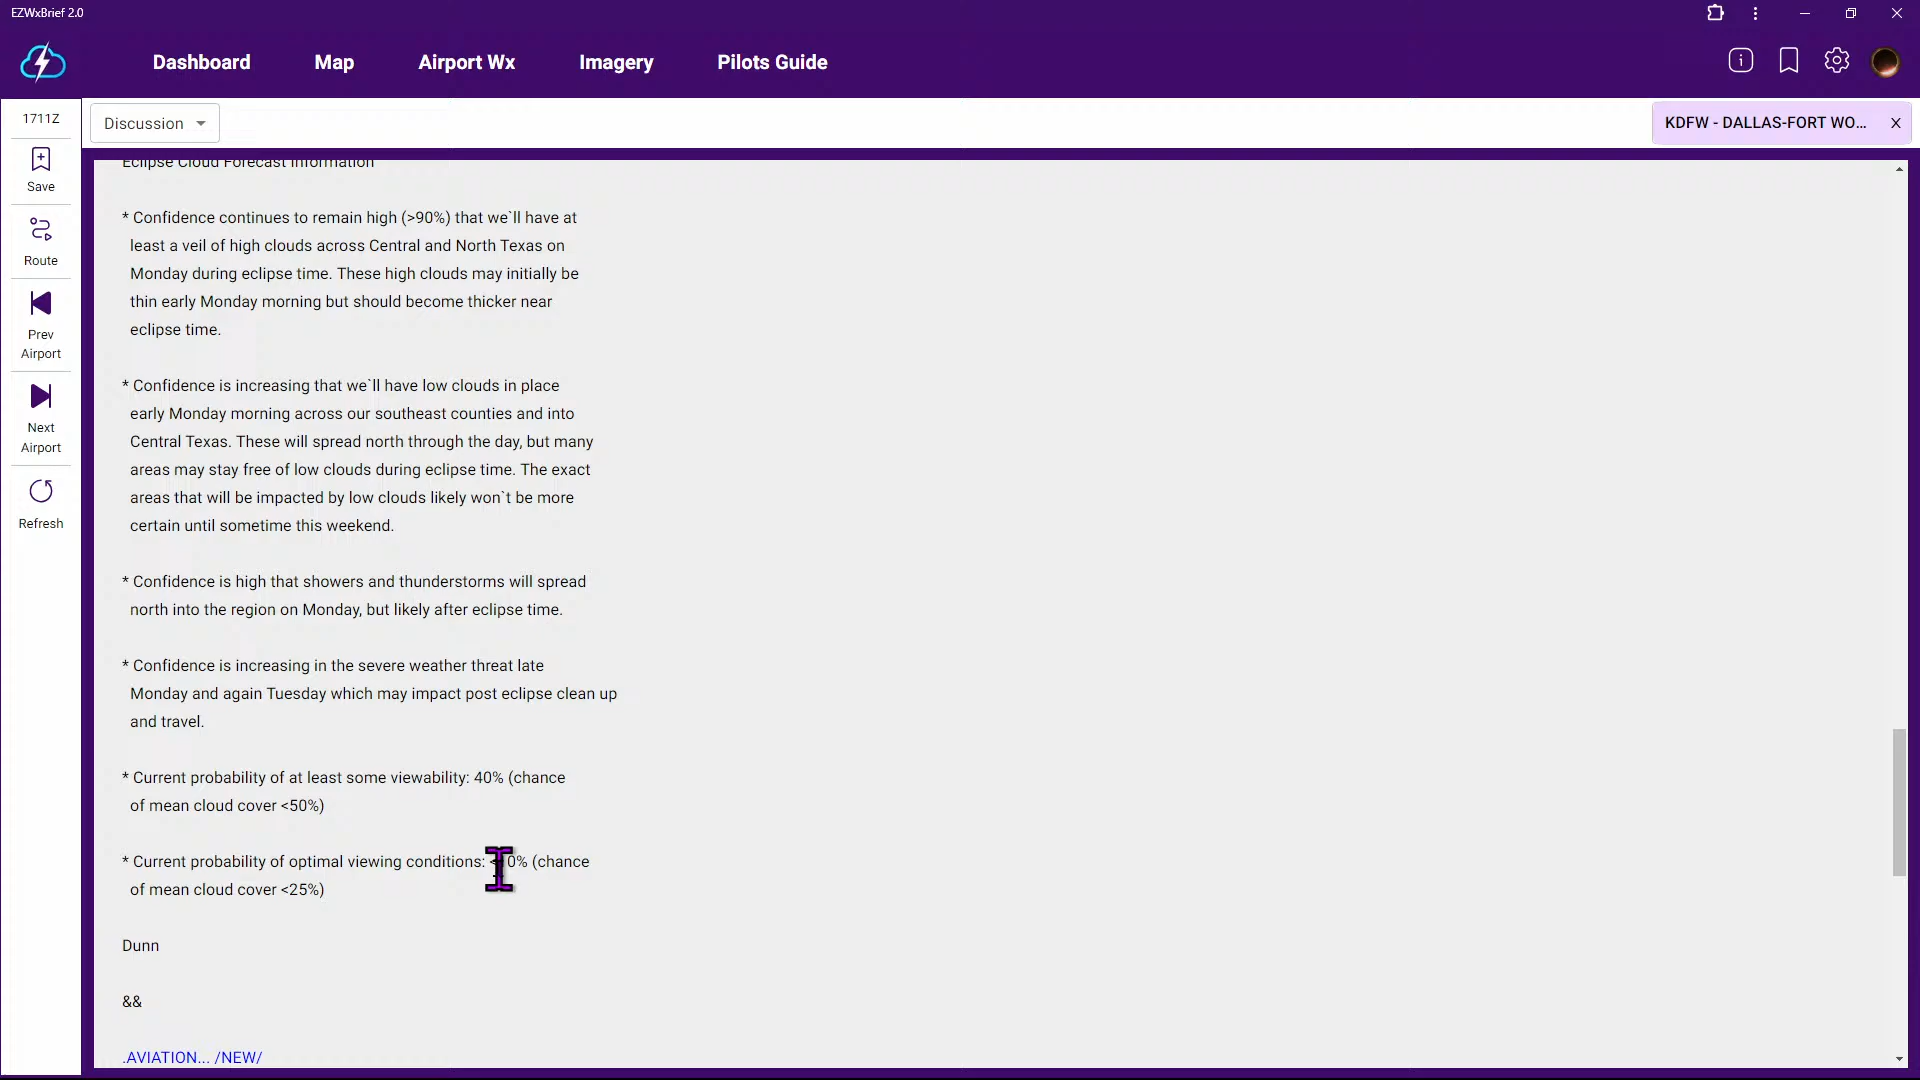 EZWxBrief 2.0
Dashboard
Map
Airport Wx
Imagery
Pilots Guide
1711Z
Discussion
KDFW - DALLAS-FORT WO...
X
Save
Route
Prev
Airport
Next
Airport
Refresh
Eclipse Cloud Forecast Information
* Confidence continues to remain high (>90%) that we`ll have at
least a veil of high clouds across Central and North Texas on
Monday during eclipse time. These high clouds may initially be
thin early Monday morning but should become thicker near
eclipse time.
* Confidence is increasing that we`ll have low clouds in place
early Monday morning across our southeast counties and into
Central Texas. These will spread north through the day, but many
areas may stay free of low clouds during eclipse time. The exact
areas that will be impacted by low clouds likely won`t be more
certain until sometime this weekend.
* Confidence is high that showers and thunderstorms will spread
north into the region on Monday, but likely after eclipse time.
* Confidence is increasing in the severe weather threat late
Monday and again Tuesday which may impact post eclipse clean up
and travel.
* Current probability of at least some viewability: 40% (chance
of mean cloud cover <50%)
* Current probability of optimal viewing conditions: (chance
of mean cloud cover <25%)
Dunn
&&
.AVIATION... /NEW/